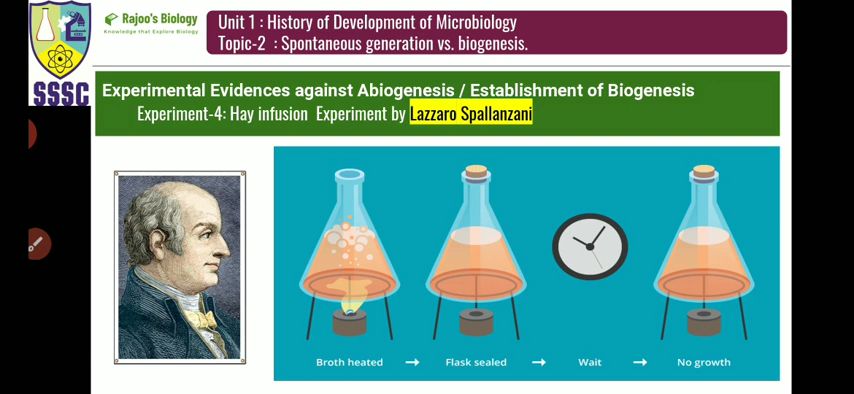 Rajoo's Biology
Knowledge that Explore Biology
SSSC
Unit 1 : History of Development of Microbiology
Topic-2 : Spontaneous generation vs. biogenesis.
Experimental Evidences against Abiogenesis / Establishment of Biogenesis
Experiment-4: Hay infusion Experiment by Lazzaro Spallanzani
Broth heated → Flask sealed → Wait → No growth